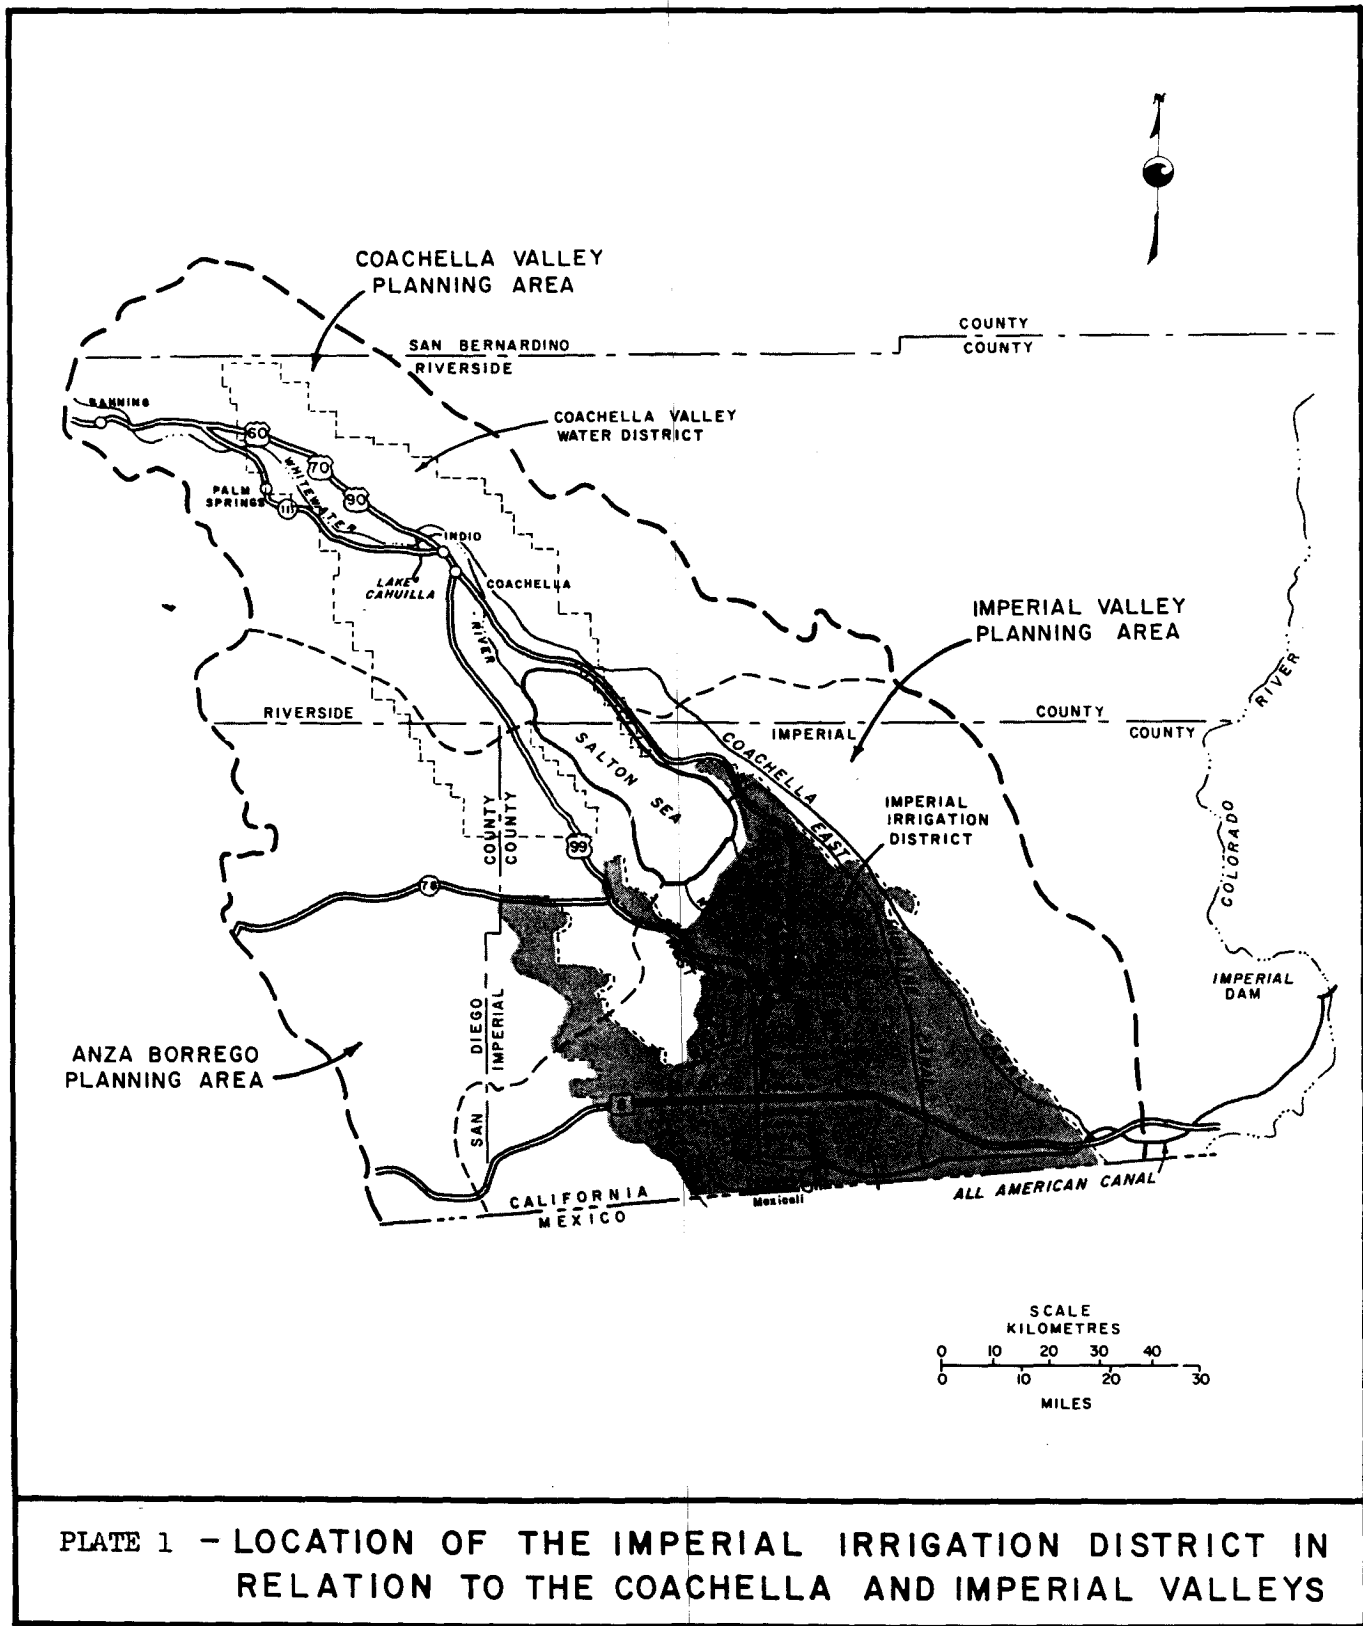 N
COACHELLA VALLEY
PLANNING AREA
COUNTY
COUNTY
SAN BERNARDINO
RIVERSIDE
BANNING
COACHELLA VALLEY
WATER DISTRICT
60
70
90
WHITEWATER
PALM
SPRINGS
111
INDIO
LAKE
CAHUILLA
COACHELLA
RIVER
IMPERIAL VALLEY
PLANNING AREA
RIVER
RIVERSIDE
COUNTY
IMPERIAL
COUNTY
SALTON SEA
COACHELLA
EAST
COUNTY
COUNTY
IMPERIAL
IRRIGATION
DISTRICT
COLORADO
99
78
IMPERIAL
DAM
SAN DIEGO
IMPERIAL
ANZA BORREGO
PLANNING AREA
8
CALIFORNIA
MEXICO
Mexicali
ALL AMERICAN CANAL
SCALE
KILOMETRES
0 10 20 30 40
0 10 20 30
MILES
PLATE 1 - LOCATION OF THE IMPERIAL IRRIGATION DISTRICT IN
RELATION TO THE COACHELLA AND IMPERIAL VALLEYS